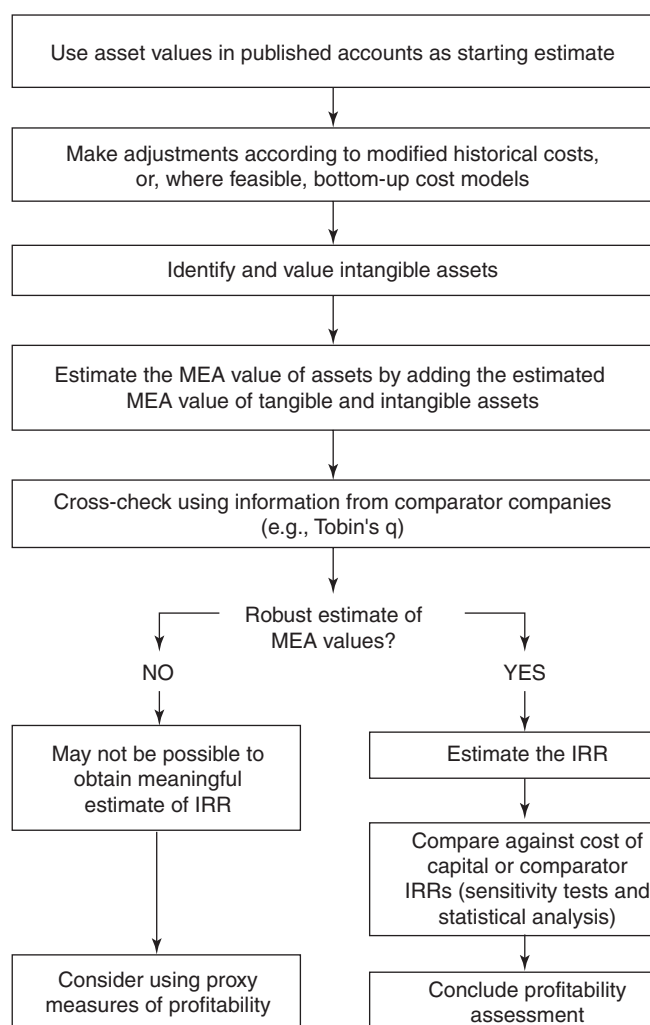 Use asset values in published accounts as starting estimate
Make adjustments according to modified historical costs,
or, where feasible, bottom-up cost models
Identify and value intangible assets
Estimate the MEA value of assets by adding the estimated
MEA value of tangible and intangible assets
Cross-check using information from comparator companies
(e.g., Tobin's q)
Robust estimate of
MEA values?
NO
May not be possible to
obtain meaningful
estimate of IRR
Consider using proxy
measures of profitability
YES
Estimate the IRR
Compare against cost of
capital or comparator
IRRs (sensitivity tests and
statistical analysis)
Conclude profitability
assessment